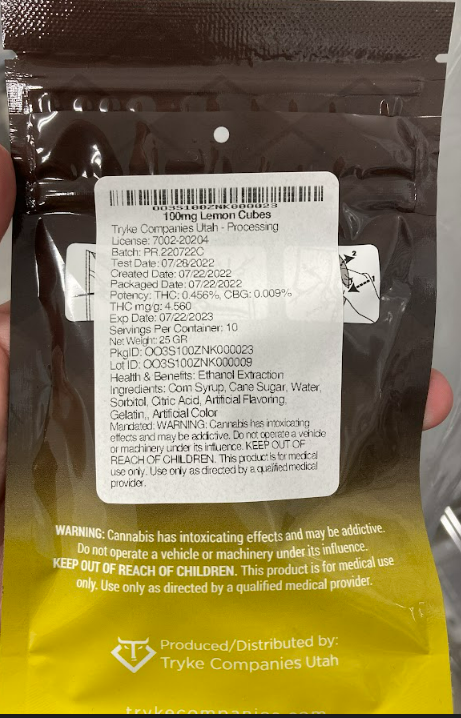 OO3S100ZNK000023
100mg Lemon Cubes
Tryke Companies Utah - Processing
License: 7002-20204
Batch: PR.220722C
Test Date: 07/28/2022
Created Date: 07/22/2022
Packaged Date: 07/22/2022
Potency: THC: 0.456%, CBG: 0.009%
THC mg/g: 4.560
Exp Date: 07/22/2023
Servings Per Container: 10
Net Weight: 25 GR
PkgID: OO3S100ZNK000023
Lot ID: OO3S100ZNK000009
Health & Benefits: Ethanol Extraction
Ingredients: Corn Syrup, Cane Sugar, Water,
Sorbitol, Citric Acid, Artificial Flavoring,
Gelatin,, Artificial Color
Mandated: WARNING: Cannabis has intoxicating
effects and may be addictive. Do not operate a vehicle
or machinery under its influence. KEEP OUT OF
REACH OF CHILDREN. This product is for medical
use only. Use only as directed by a qualified medical
provider.
2
WARNING: Cannabis has intoxicating effects and may be addictive.
Do not operate a vehicle or machinery under its influence.
KEEP OUT OF REACH OF CHILDREN. This product is for medical use
only. Use only as directed by a qualified medical provider.
Produced/Distributed by:
Tryke Companies Utah
trykecompanies.com